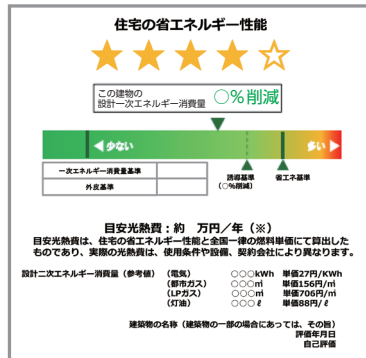 住宅の省エネルギー性能
この建物の
設計一次エネルギー消費量 ○%削減
少ない 多い
一次エネルギー消費量基準
外皮基準
誘導基準
(○%削減)
省エネ基準
目安光熱費：約　万円／年（※）
目安光熱費は、住宅の省エネルギー性能と全国一律の燃料単価にて算出した
ものであり、実際の光熱費は、使用条件や設備、契約会社により異なります。
設計二次エネルギー消費量（参考値） （電気） ○○○kWh 単価27円/KWh
（都市ガス） ○○○㎥ 単価156円/㎥
（LPガス） ○○○㎥ 単価706円/㎥
（灯油） ○○○ℓ 単価88円/ℓ
建築物の名称（建築物の一部の場合にあっては、その旨）
評価年月日
自己評価